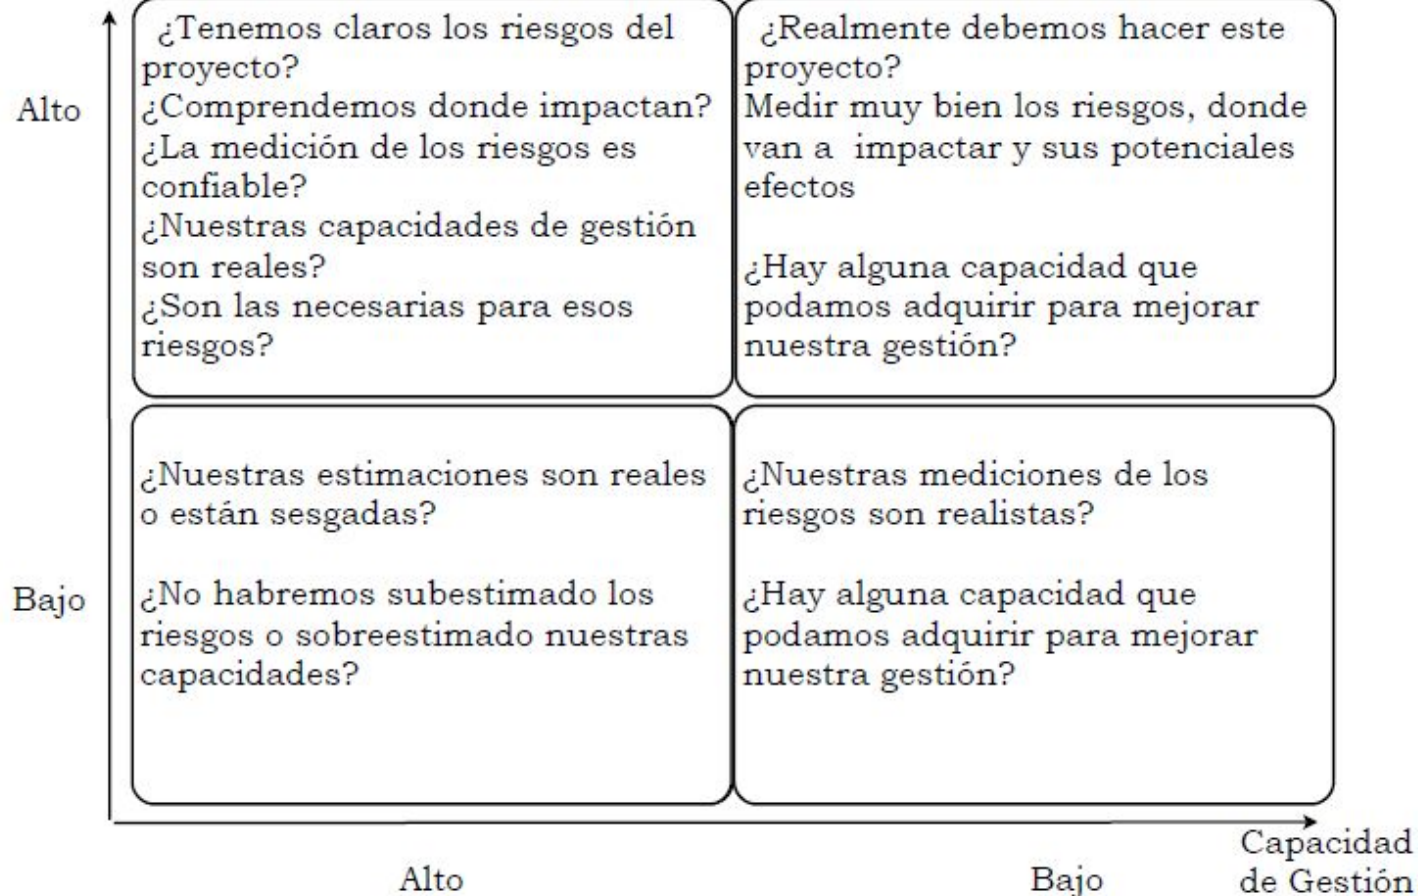 Alto
¿Tenemos claros los riesgos del
proyecto?
¿Comprendemos donde impactan?
¿La medición de los riesgos es
confiable?
¿Nuestras capacidades de gestión
son reales?
¿Son las necesarias para esos
riesgos?
¿Realmente debemos hacer este
proyecto?
Medir muy bien los riesgos, donde
van a impactar y sus potenciales
efectos
¿Hay alguna capacidad que
podamos adquirir para mejorar
nuestra gestión?
Bajo
¿Nuestras estimaciones son reales
o están sesgadas?
¿No habremos subestimado los
riesgos o sobreestimado nuestras
capacidades?
¿Nuestras mediciones de los
riesgos son realistas?
¿Hay alguna capacidad que
podamos adquirir para mejorar
nuestra gestión?
Alto
Bajo
Capacidad
de Gestión